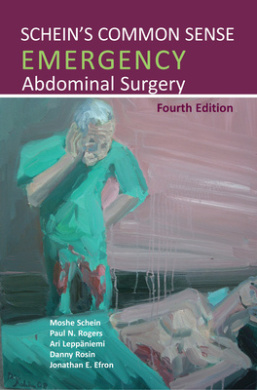 SCHEIN'S COMMON SENSE
EMERGENCY
Abdominal Surgery
Fourth Edition
Moshe Schein
Paul N. Rogers
Ari Leppäniemi
Danny Rosin
Jonathan E. Efron